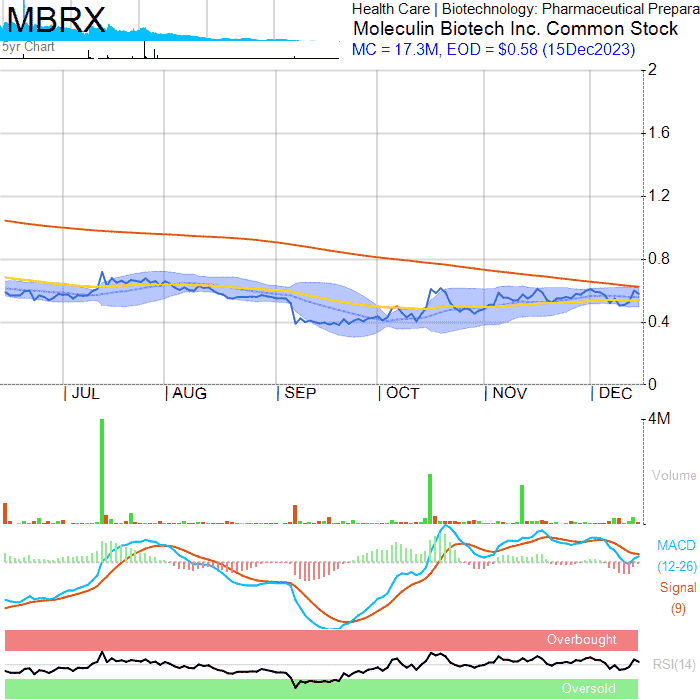 MBRX
5yr Chart
Health Care | Biotechnology: Pharmaceutical Prepara
Moleculin Biotech Inc. Common Stock
MC = 17.3M, EOD = $0.58 (15Dec2023)
2
1.6
1.2
0.8
0.4
0
JUL AUG SEP OCT NOV DEC
4M
Volume
MACD
(12-26)
Signal
(9)
Overbought
RSI(14)
Oversold